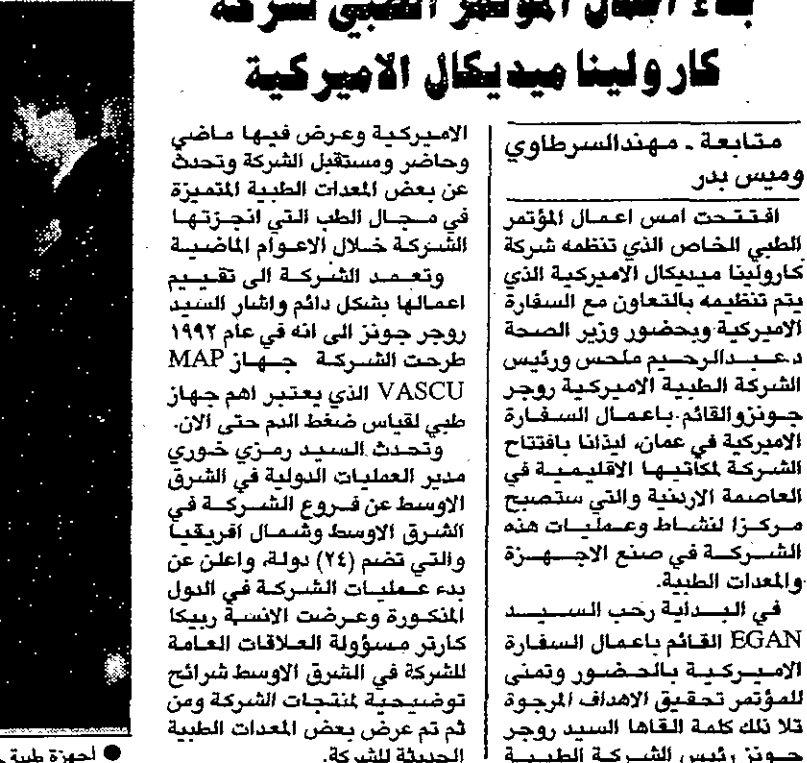 بدء اعمال المؤتمر الطبي لشركة
كارولينا ميديكال الاميركية
متابعة ـ مهند السرطاوي
وميس بدر
افتتحت امس اعمال المؤتمر
الطبي الخاص الذي تنظمه شركة
كارولينا ميديكال الاميركية الذي
يتم تنظيمه بالتعاون مع السفارة
الاميركية وبحضور وزير الصحة
د.عبدالرحيم ملحس ورئيس
الشركة الطبية الاميركية روجر
جونز والقائم باعمال السفارة
الاميركية في عمان، ايذانا بافتتاح
الشركة لمكاتبها الاقليمية في
العاصمة الاردنية والتي ستصبح
مركزا لنشاط وعمليات هذه
الشركة في صنع الاجهزة
والمعدات الطبية.
في البداية رحب السيد
EGAN القائم باعمال السفارة
الاميركية بالحضور وتمنى
للمؤتمر تحقيق الاهداف المرجوة
تلا ذلك كلمة القاها السيد روجر
جونز رئيس الشركة الطبية
الاميركية وعرض فيها ماضي
وحاضر ومستقبل الشركة وتحدث
عن بعض المعدات الطبية المتميزة
في مجال الطب التي انجزتها
الشركة خلال الاعوام الماضية
وتعمد الشركة الى تقييم
اعمالها بشكل دائم واشار السيد
روجر جونز الى انه في عام ١٩٩٢
طرحت الشركة جهاز MAP
VASCU الذي يعتبر اهم جهاز
طبي لقياس ضغط الدم حتى الان.
وتحدث السيد رمزي خوري
مدير العمليات الدولية في الشرق
الاوسط عن فروع الشركة في
الشرق الاوسط وشمال افريقيا
والتي تضم (٢٤) دولة، واعلن عن
بدء عمليات الشركة في الدول
المذكورة وعرضت الانسة ريبيكا
كارتر مسؤولة العلاقات العامة
للشركة في الشرق الاوسط شرائح
توضيحية لمنتجات الشركة ومن
ثم تم عرض بعض المعدات الطبية
الحديثة للشركة.
● اجهزة طبية